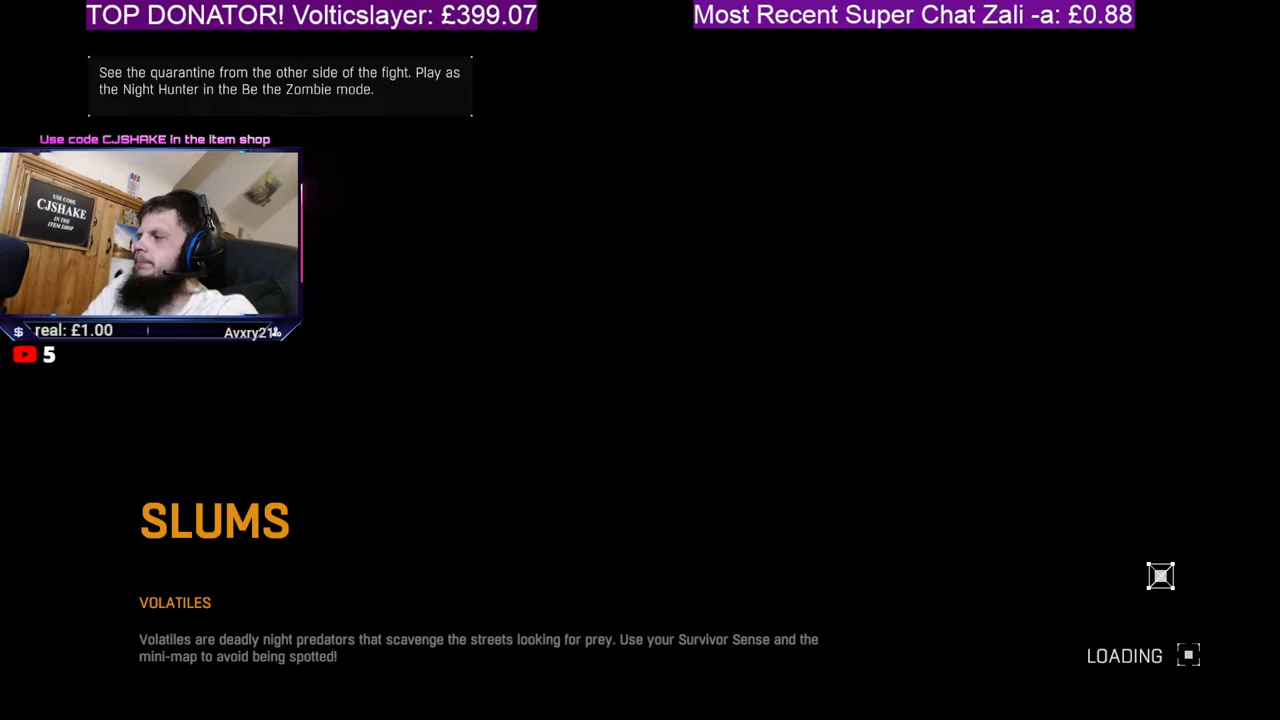 TOP DONATOR! Volticslayer: £399.07
Most Recent Super Chat Zali -a: £0.88
See the quarantine from the other side of the fight. Play as
the Night Hunter in the Be the Zombie mode.
Use code CJSHAKE in the item shop
USE CODE
CJSHAKE
IN THE
ITEM SHOP
$ real: £1.00
Avxry21
5
SLUMS
VOLATILES
Volatiles are deadly night predators that scavenge the streets looking for prey. Use your Survivor Sense and the
mini-map to avoid being spotted!
LOADING